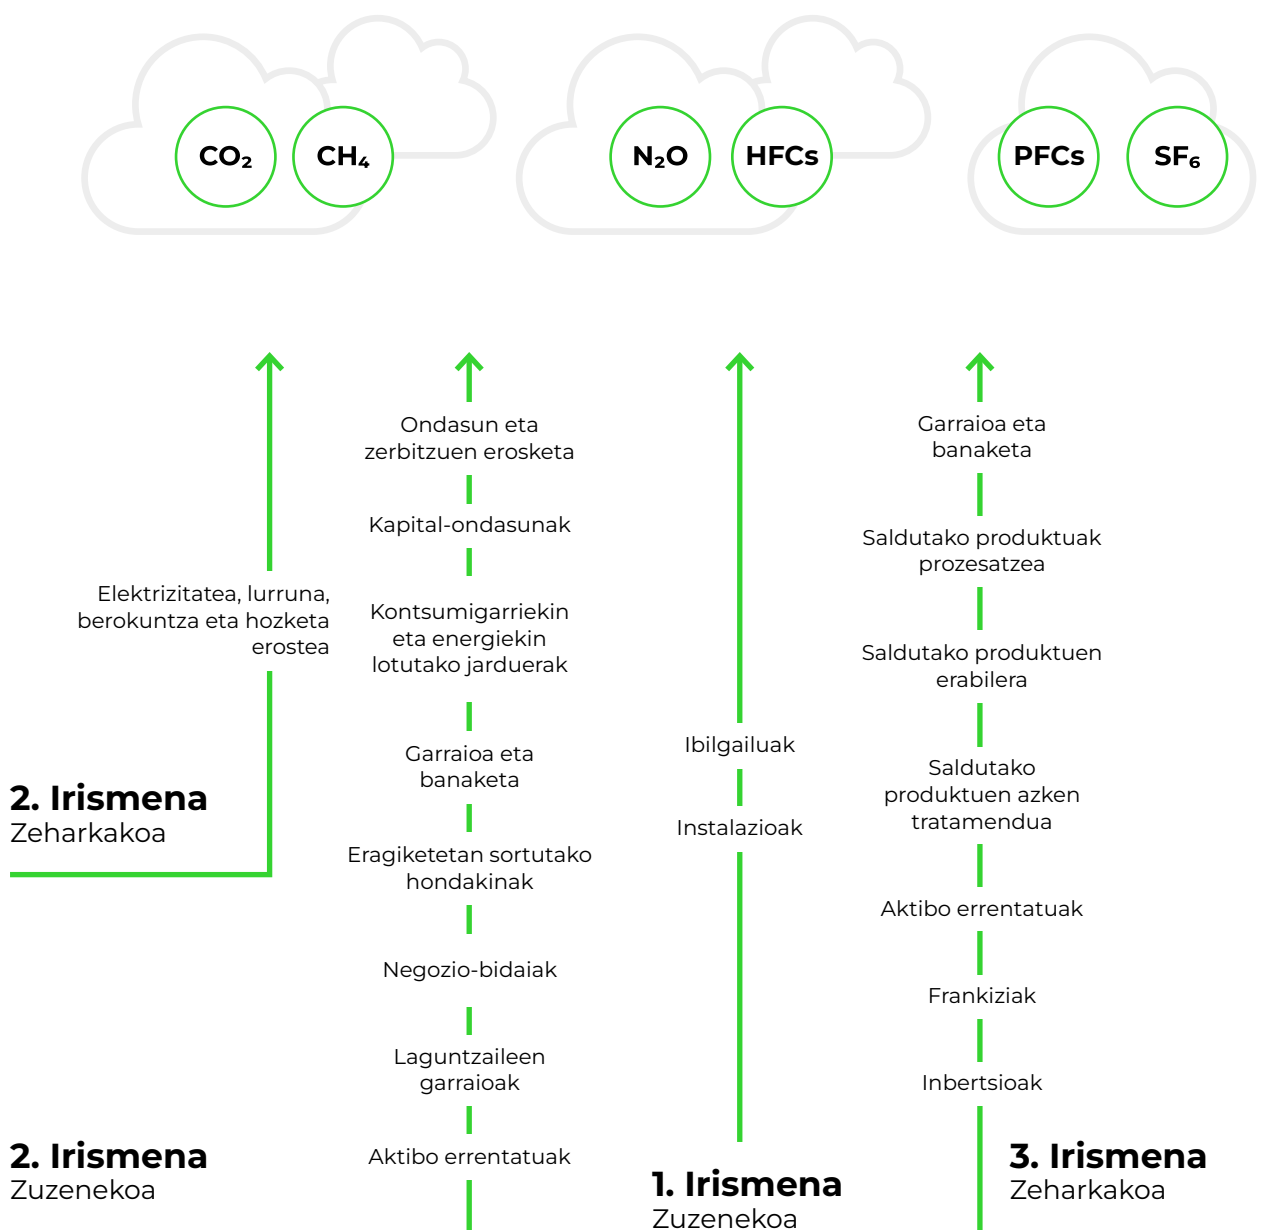 CO₂
CH₄
N₂O
HFCs
PFCs
SF₆
Elektrizitatea, lurruna,
berokuntza eta hozketa
erostea
2. Irismena
Zeharkakoa
Ondasun eta
zerbitzuen erosketa
Kapital-ondasunak
Kontsumigarriekin
eta energiekin
lotutako jarduerak
Garraioa eta
banaketa
Eragiketetan sortutako
hondakinak
Negozio-bidaiak
Laguntzaileen
garraioak
Aktibo errentatuak
2. Irismena
Zuzenekoa
Ibilgailuak
Instalazioak
1. Irismena
Zuzenekoa
Garraioa eta
banaketa
Saldutako produktuak
prozesatzea
Saldutako produktuen
erabilera
Saldutako
produktuen azken
tratamendua
Aktibo errentatuak
Frankiziak
Inbertsioak
3. Irismena
Zeharkakoa